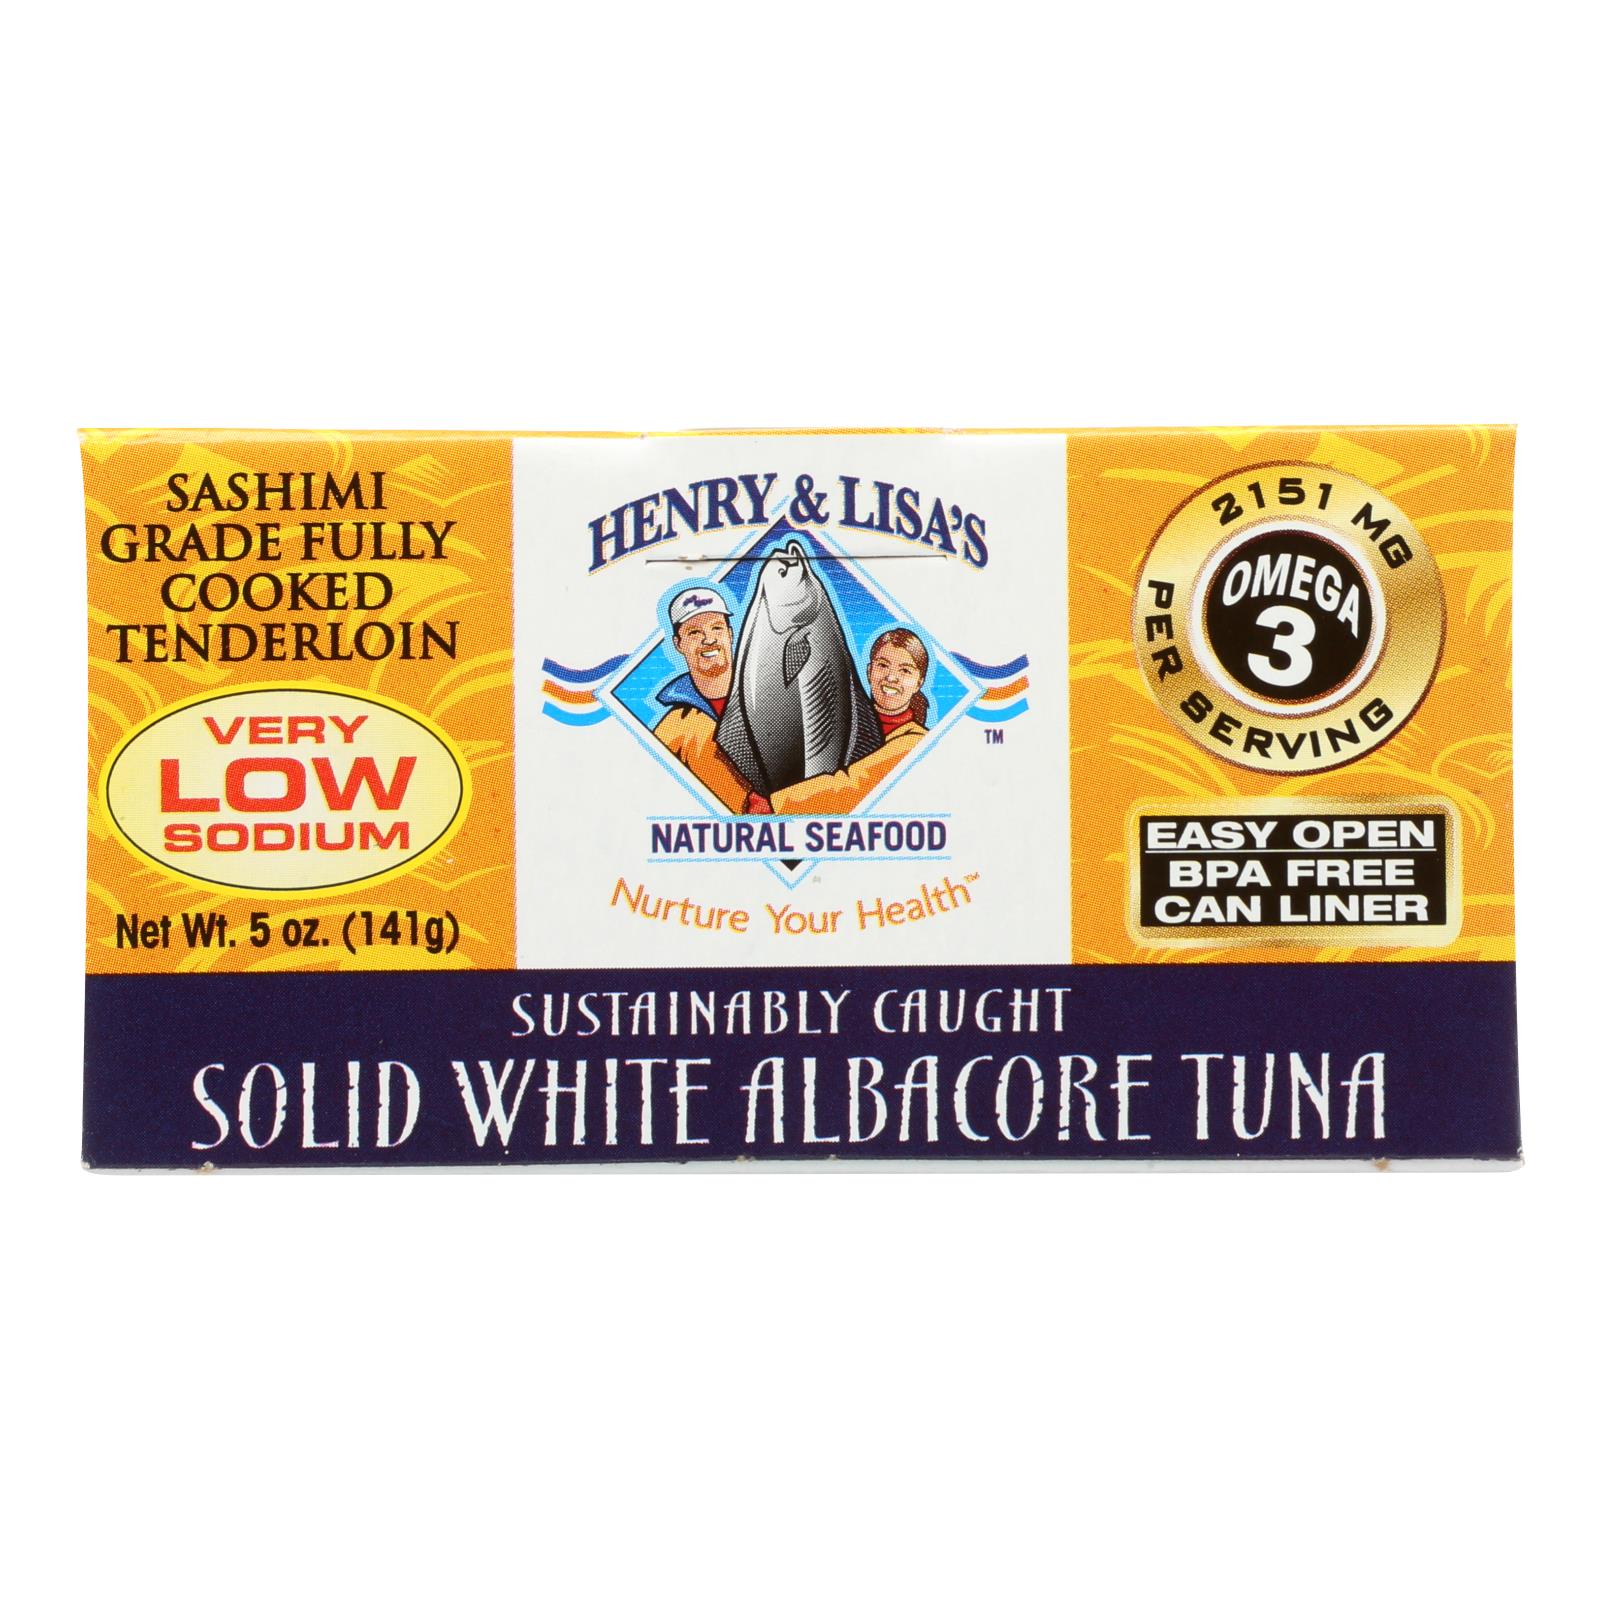 SASHIMI
GRADE FULLY
COOKED
TENDERLOIN
VERY
LOW
SODIUM
Net Wt. 5 oz. (141g)
HENRY & LISA'S
TM
NATURAL SEAFOOD
Nurture Your Health™
2151 MG
OMEGA
3
PER SERVING
EASY OPEN
BPA FREE
CAN LINER
SUSTAINABLY CAUGHT
SOLID WHITE ALBACORE TUNA